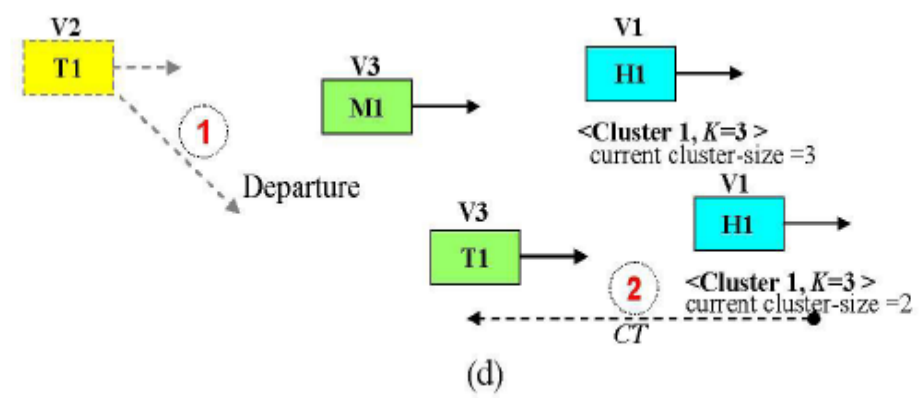 V2
T1
V3
M1
V1
H1
<Cluster 1, K=3 >
current cluster-size =3
1
Departure
V3
T1
V1
H1
2
<Cluster 1, K=3 >
current cluster-size =2
CT
(d)